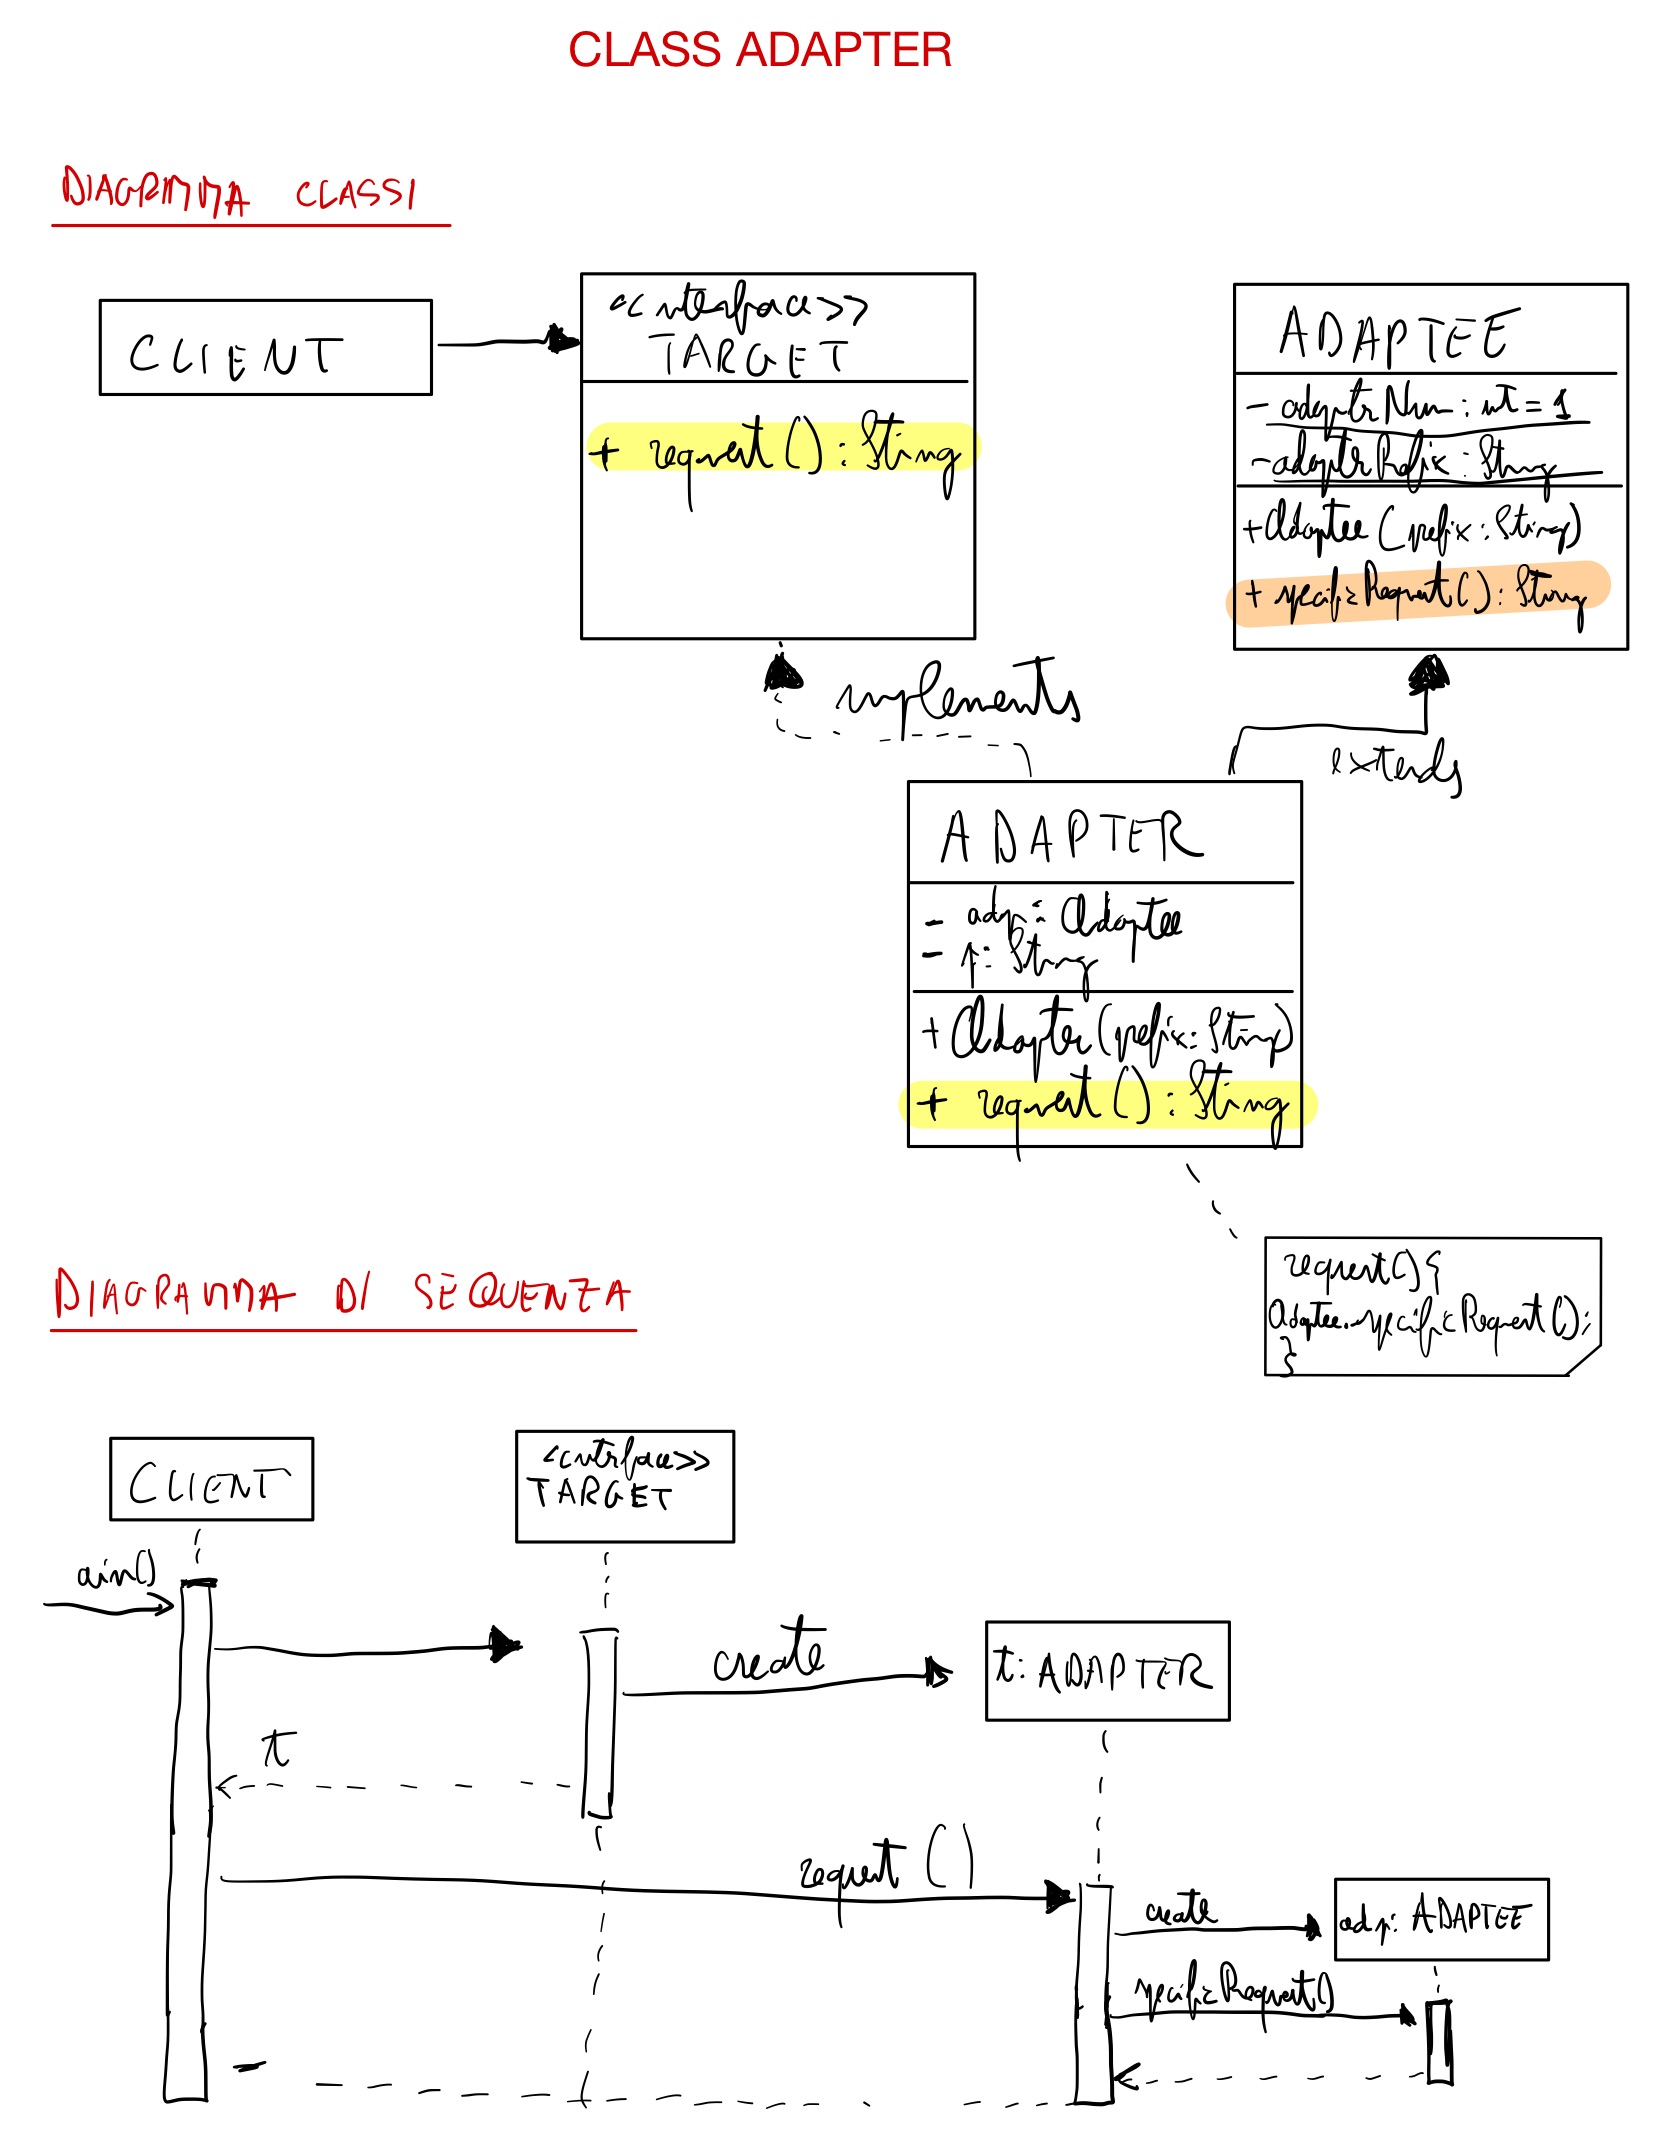 CLASS ADAPTER
DIAGRAMMA CLASSI
CLIENT
<<interface>>
TARGET
+ request() : String
ADAPTEE
- adapterNum : int = 1
- adapterPrefix : String
+ Adaptee (prefix : String)
+ specificRequest() : String
implements
extends
ADAPTER
- adp : Adaptee
- p : String
+ Adapter (prefix : String)
+ request() : String
request() {
Adaptee.specificRequest();
}
DIAGRAMMA DI SEQUENZA
CLIENT
<<interface>>
TARGET
ain()
create
t: ADAPTER
t
request ()
create
adp: ADAPTEE
specificRequest()